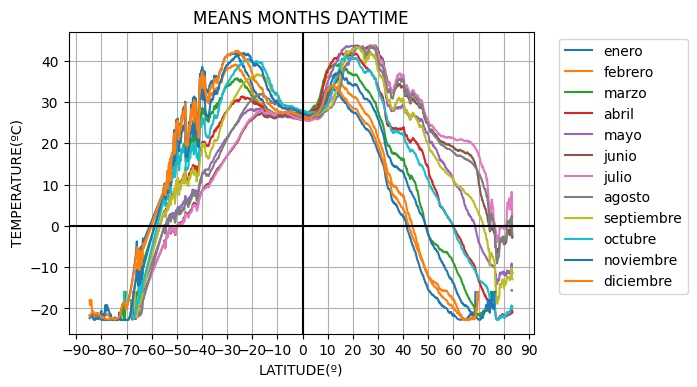 MEANS MONTHS DAYTIME
40
30
20
10
0
−10
−20
TEMPERATURE(ºC)
−90 −80 −70 −60 −50 −40 −30 −20 −10 0 10 20 30 40 50 60 70 80 90
LATITUDE(º)
enero
febrero
marzo
abril
mayo
junio
julio
agosto
septiembre
octubre
noviembre
diciembre